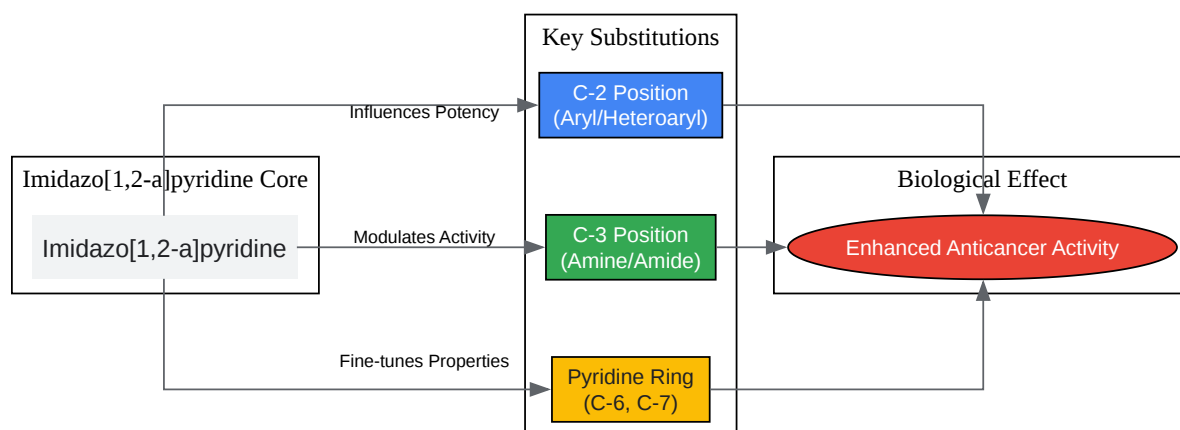 Key Substitutions
C-2 Position
(Aryl/Heteroaryl)
Influences Potency
Imidazo[1,2-a]pyridine Core
Imidazo[1,2-a]pyridine
Modulates Activity
C-3 Position
(Amine/Amide)
Biological Effect
Enhanced Anticancer Activity
Fine-tunes Properties
Pyridine Ring
(C-6, C-7)